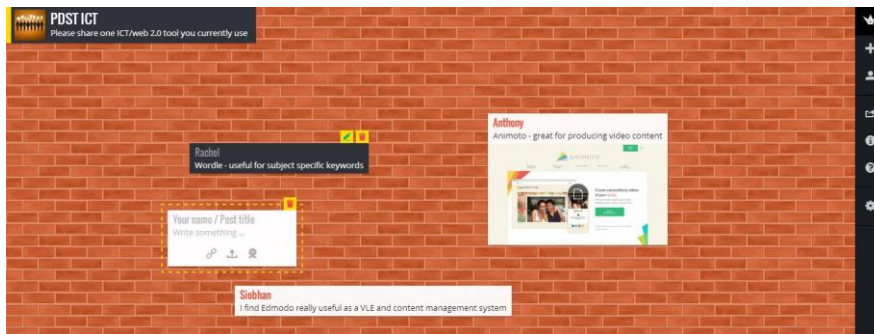 PDST ICT
Please share one ICT/web 2.0 tool you currently use
Anthony
Animoto - great for producing video content
ANIMOTO
Rachel
Wordle - useful for subject specific keywords
Your name / Post title
Write something ...
Siobhan
I find Edmodo really useful as a VLE and content management system